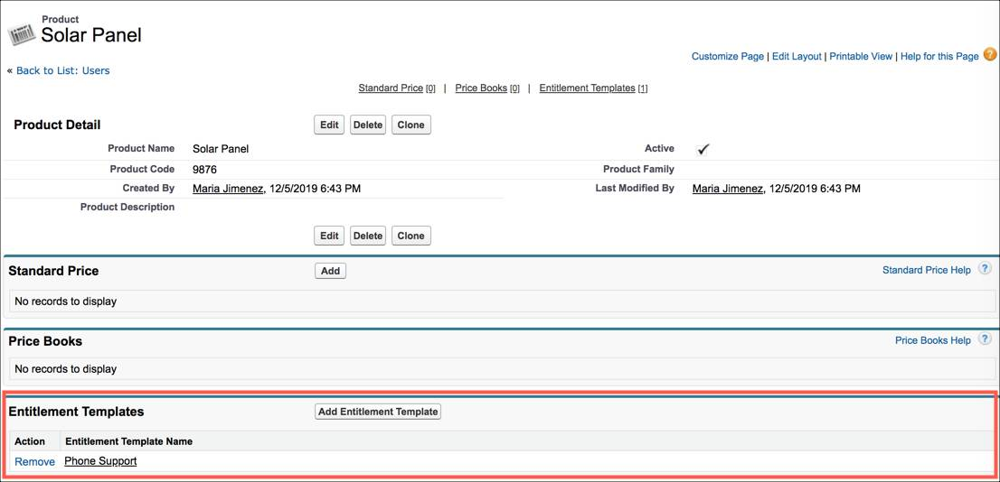 Product
Solar Panel
Customize Page | Edit Layout | Printable View | Help for this Page ?
« Back to List: Users
Standard Price [0] | Price Books [0] | Entitlement Templates [1]
Product Detail Edit Delete Clone
Product Name Solar Panel Active ✓
Product Code 9876 Product Family
Created By Maria Jimenez, 12/5/2019 6:43 PM Last Modified By Maria Jimenez, 12/5/2019 6:43 PM
Product Description
Edit Delete Clone
Standard Price Add Standard Price Help ?
No records to display
Price Books Price Books Help ?
No records to display
Entitlement Templates Add Entitlement Template
Action Entitlement Template Name
Remove Phone Support